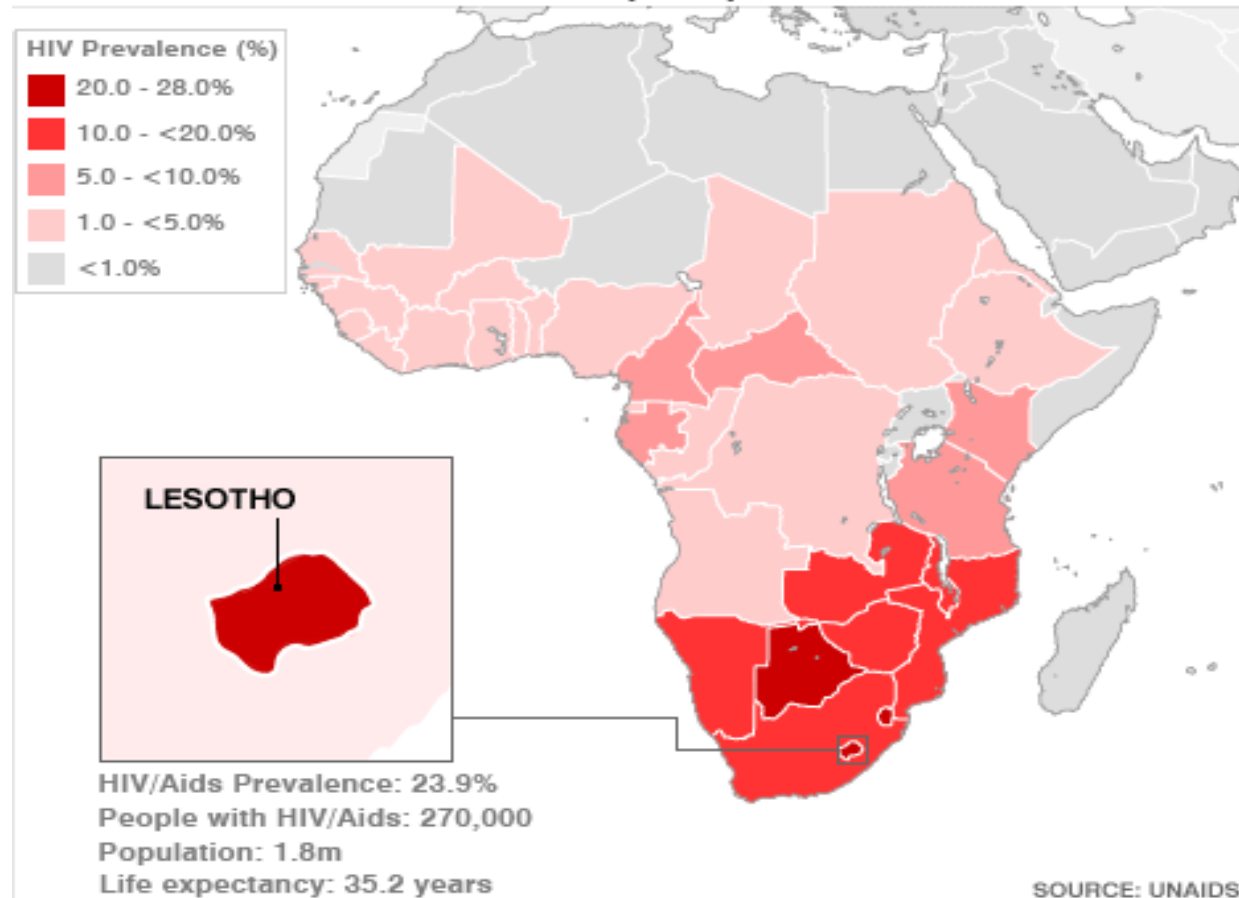 HIV Prevalence (%)
20.0 - 28.0%
10.0 - <20.0%
5.0 - <10.0%
1.0 - <5.0%
<1.0%
LESOTHO
HIV/Aids Prevalence: 23.9%
People with HIV/Aids: 270,000
Population: 1.8m
Life expectancy: 35.2 years
SOURCE: UNAIDS